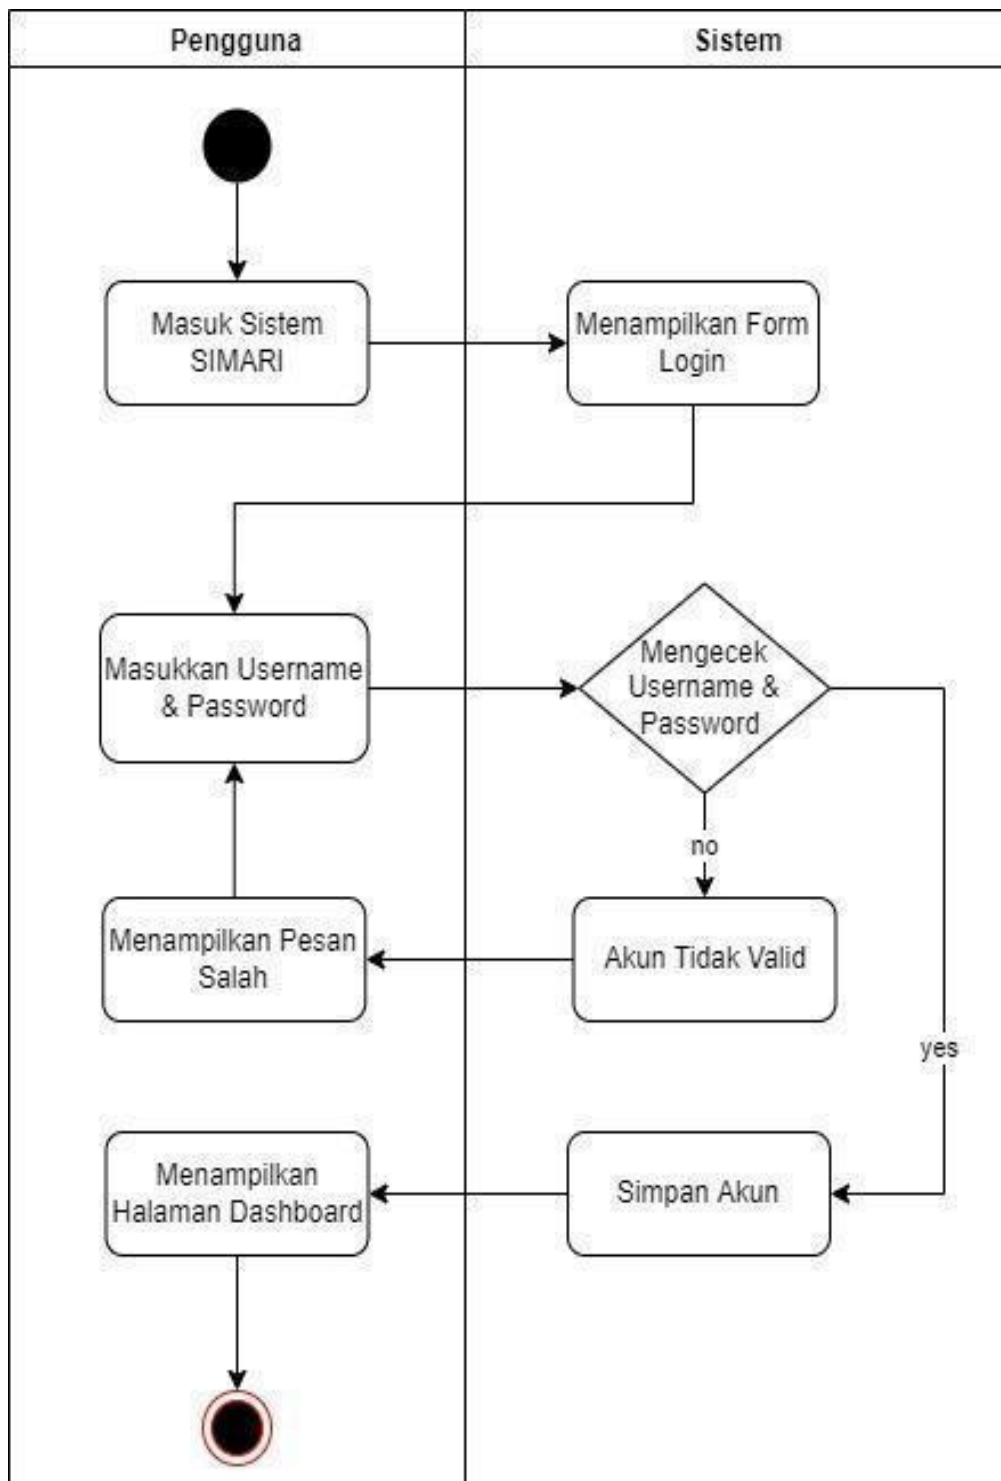 Pengguna
Sistem
Masuk Sistem
SIMARI
Menampilkan Form
Login
Masukkan Username
& Password
Mengecek
Username &
Password
no
Menampilkan Pesan
Salah
Akun Tidak Valid
yes
Menampilkan
Halaman Dashboard
Simpan Akun